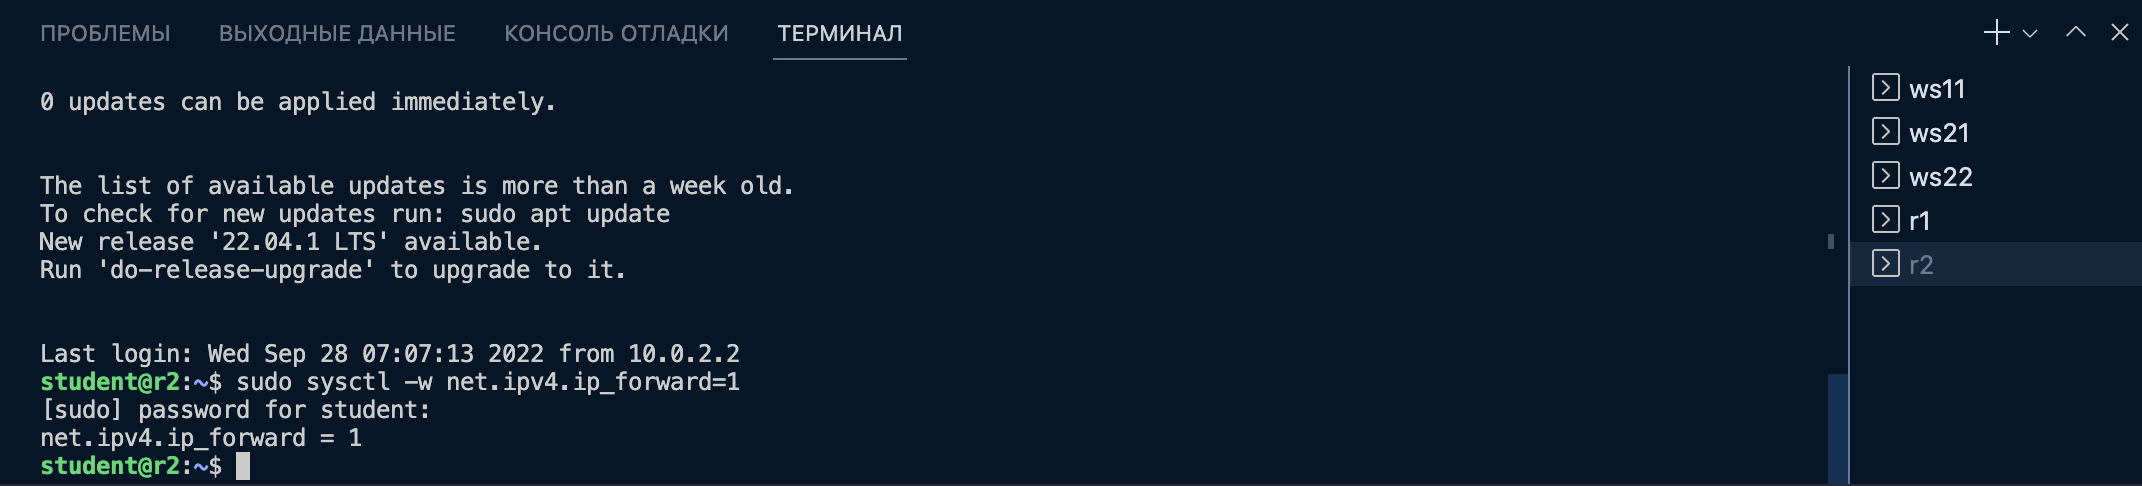 ПРОБЛЕМЫ ВЫХОДНЫЕ ДАННЫЕ КОНСОЛЬ ОТЛАДКИ ТЕРМИНАЛ
0 updates can be applied immediately.
The list of available updates is more than a week old.
To check for new updates run: sudo apt update
New release '22.04.1 LTS' available.
Run 'do-release-upgrade' to upgrade to it.
Last login: Wed Sep 28 07:07:13 2022 from 10.0.2.2
student@r2:~$ sudo sysctl -w net.ipv4.ip_forward=1
[sudo] password for student:
net.ipv4.ip_forward = 1
student@r2:~$
ws11
ws21
ws22
r1
r2